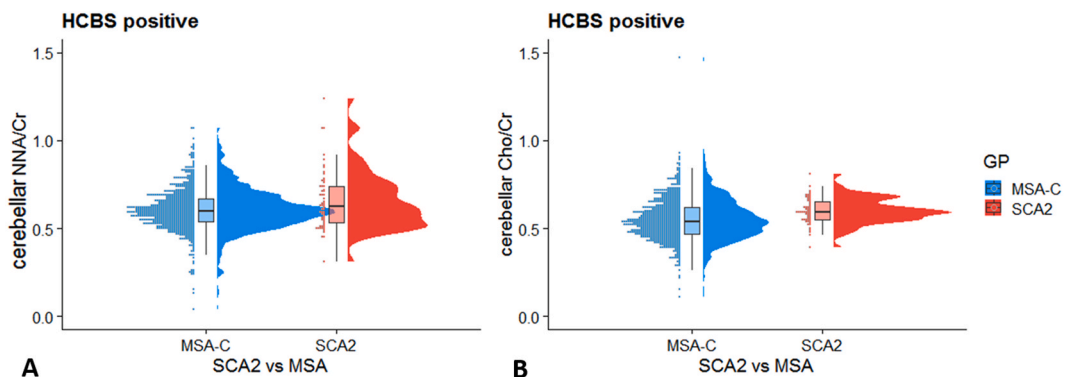 HCBS positive
1.5
1.0
0.5
0.0
cerebellar NNA/Cr
MSA-C
SCA2
SCA2 vs MSA
A
HCBS positive
1.5
1.0
0.5
0.0
cerebellar Cho/Cr
MSA-C
SCA2
SCA2 vs MSA
B
GP
MSA-C
SCA2